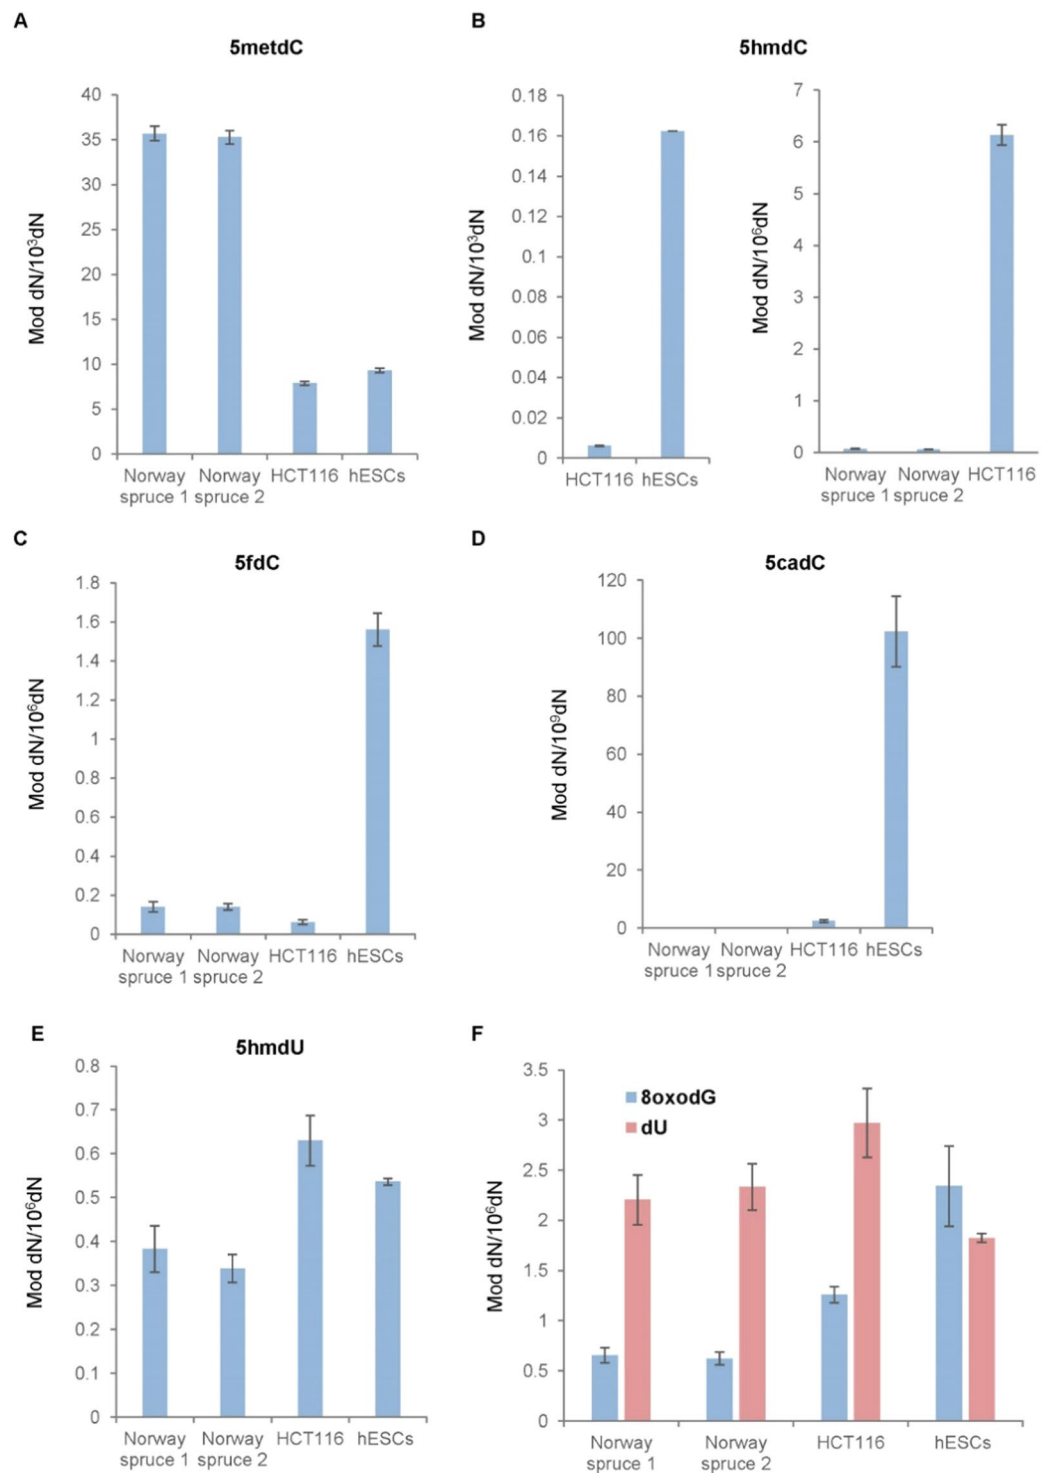 A
5metdC
40
35
30
25
20
15
10
5
0
Mod dN/10³dN
Norway HCT116 hESCs
spruce 1
Norway
spruce 2
B
5hmdC
0.18
0.16
0.14
0.12
0.1
0.08
0.06
0.04
0.02
0
Mod dN/10³dN
HCT116 hESCs
7
6
5
4
3
2
1
0
Mod dN/10⁶dN
Norway Norway HCT116
spruce 1 spruce 2
C
5fdC
1.8
1.6
1.4
1.2
1
0.8
0.6
0.4
0.2
0
Mod dN/10⁶dN
Norway Norway HCT116 hESCs
spruce 1 spruce 2
D
5cadC
120
100
80
60
40
20
0
Mod dN/10⁹dN
Norway Norway HCT116 hESCs
spruce 1 spruce 2
E
5hmdU
0.8
0.7
0.6
0.5
0.4
0.3
0.2
0.1
0
Mod dN/10⁶dN
Norway Norway HCT116 hESCs
spruce 1 spruce 2
F
3.5
3
2.5
2
1.5
1
0.5
0
Mod dN/10⁶dN
8oxodG
dU
Norway Norway HCT116 hESCs
spruce 1 spruce 2